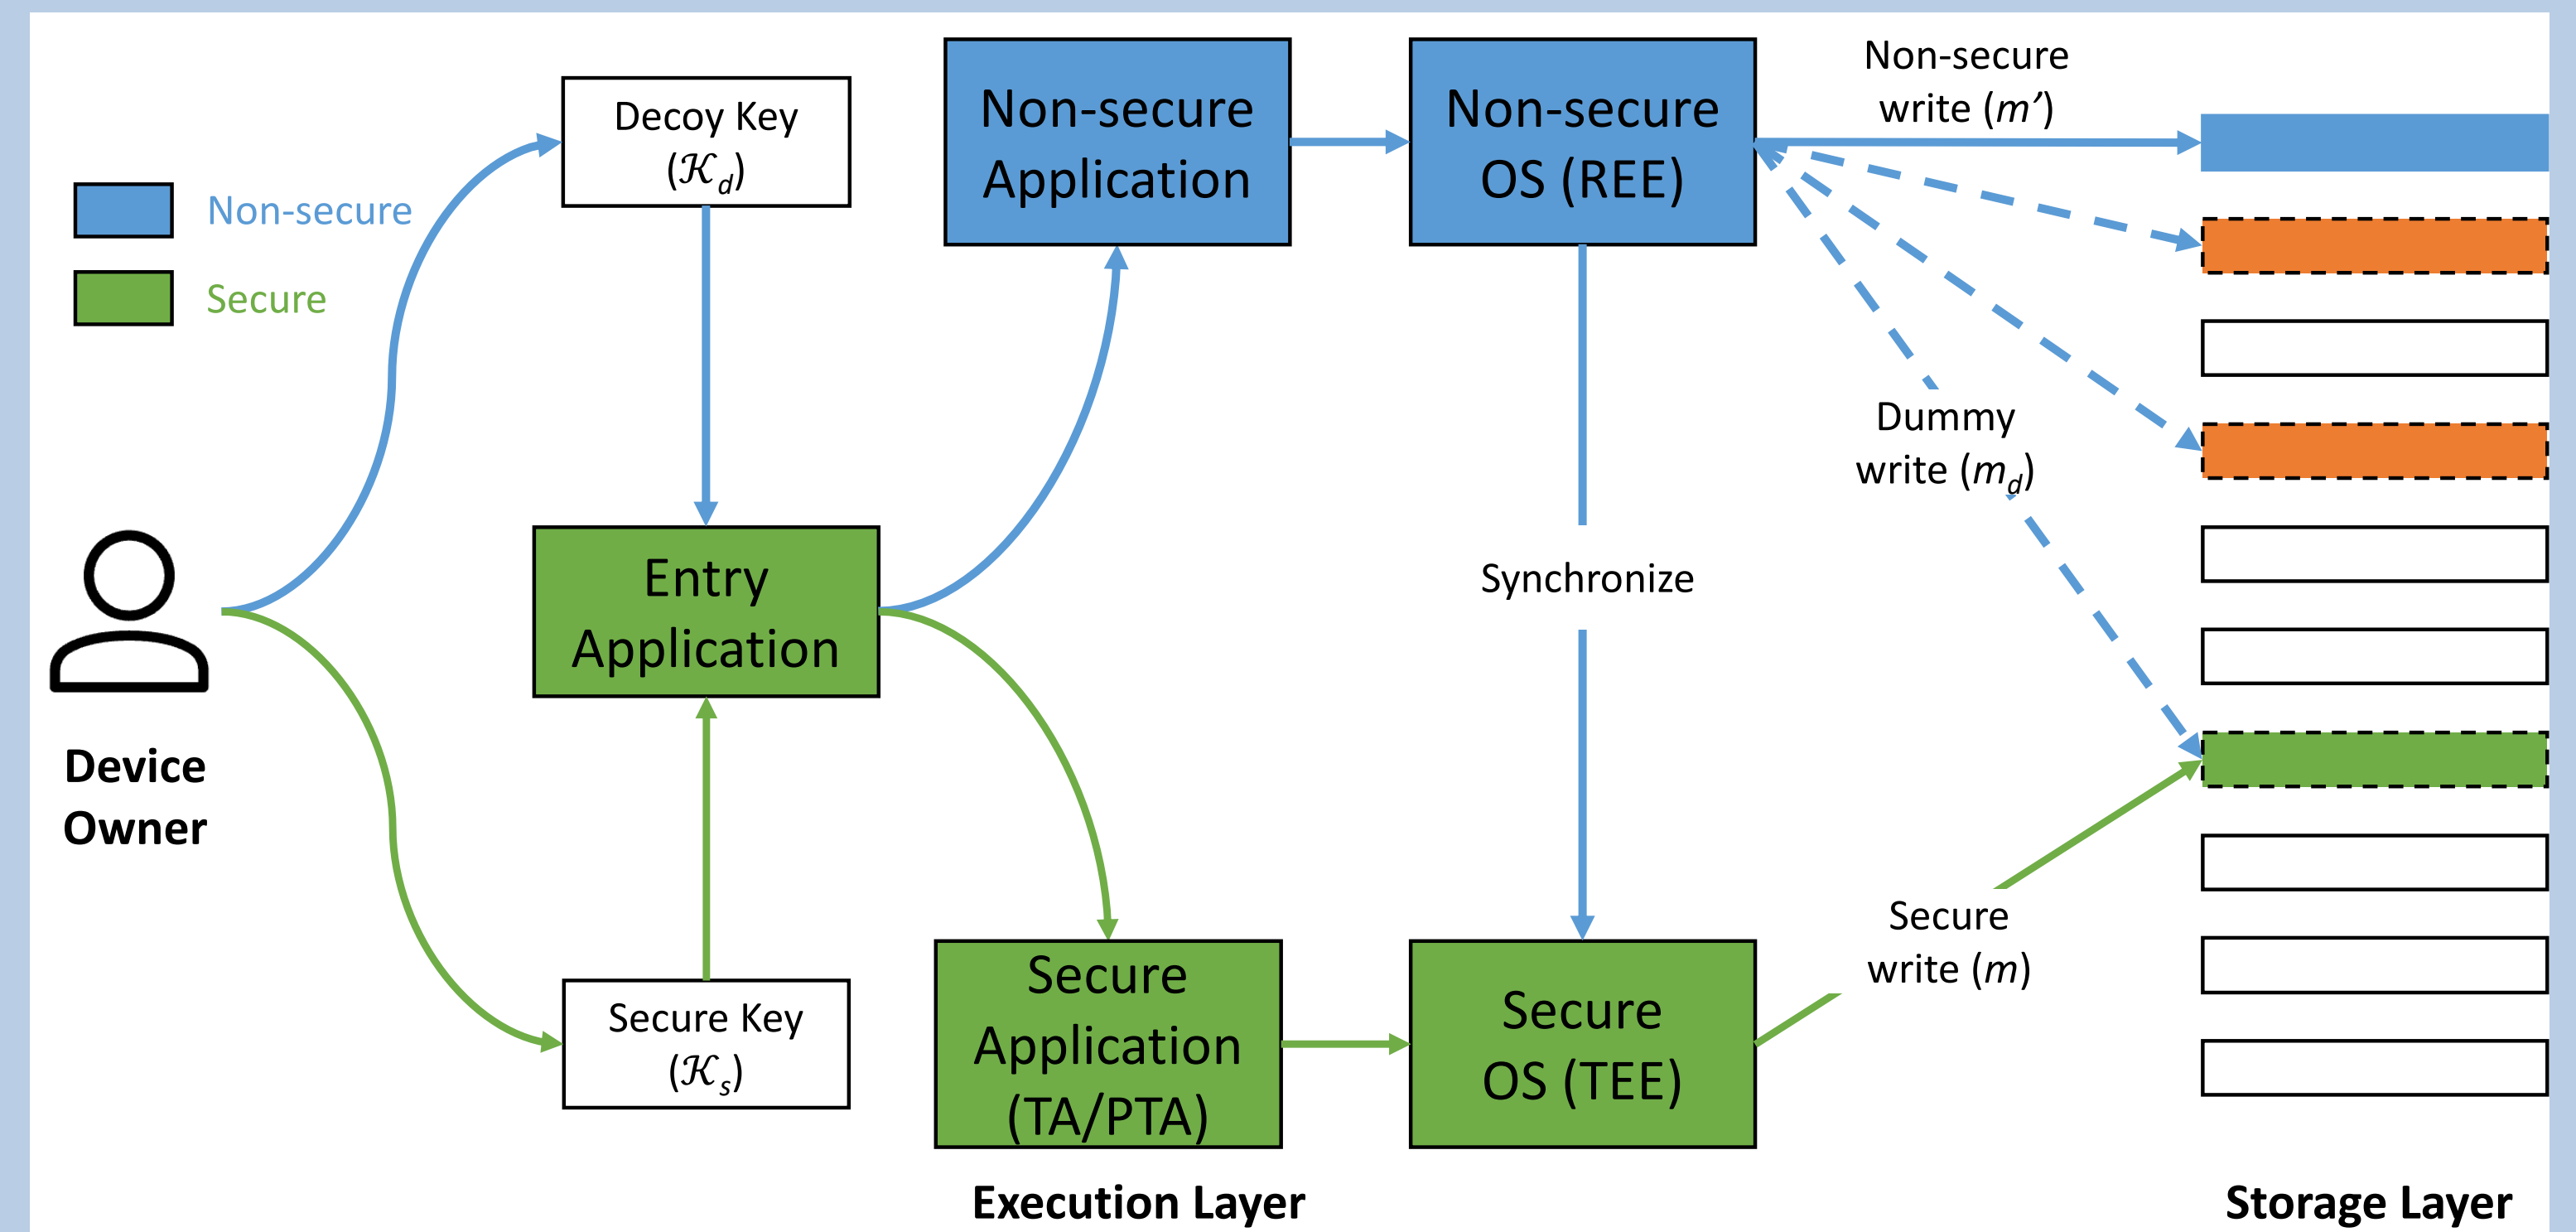 Non-secure
Secure
Device
Owner
Decoy Key
(𝒦d)
Entry
Application
Secure Key
(𝒦s)
Non-secure
Application
Non-secure
OS (REE)
Synchronize
Secure
Application
(TA/PTA)
Secure
OS (TEE)
Non-secure
write (m’)
Dummy
write (md)
Secure
write (m)
Execution Layer
Storage Layer